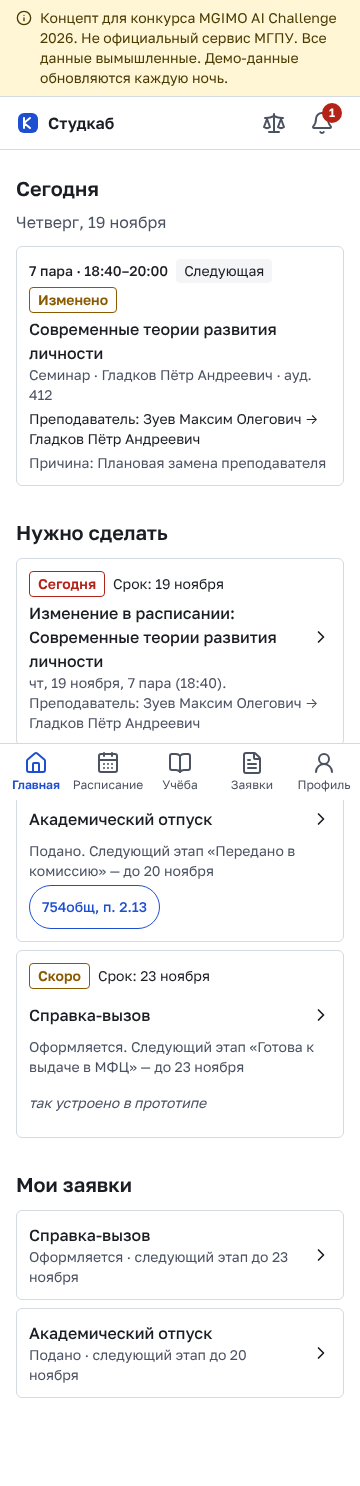 Концепт для конкурса MGIMO AI Challenge
2026. Не официальный сервис МГПУ. Все
данные вымышленные. Демо-данные
обновляются каждую ночь.
Студкаб
1
Сегодня
Четверг, 19 ноября
7 пара · 18:40–20:00 Следующая
Изменено
Современные теории развития
личности
Семинар · Гладков Пётр Андреевич · ауд.
412
Преподаватель: Зуев Максим Олегович →
Гладков Пётр Андреевич
Причина: Плановая замена преподавателя
Нужно сделать
Сегодня Срок: 19 ноября
Изменение в расписании:
Современные теории развития
личности
чт, 19 ноября, 7 пара (18:40).
Преподаватель: Зуев Максим Олегович →
Гладков Пётр Андреевич
Главная Расписание Учёба Заявки Профиль
Академический отпуск
Подано. Следующий этап «Передано в
комиссию» — до 20 ноября
754общ, п. 2.13
Скоро Срок: 23 ноября
Справка-вызов
Оформляется. Следующий этап «Готова к
выдаче в МФЦ» — до 23 ноября
так устроено в прототипе
Мои заявки
Справка-вызов
Оформляется · следующий этап до 23
ноября
Академический отпуск
Подано · следующий этап до 20
ноября